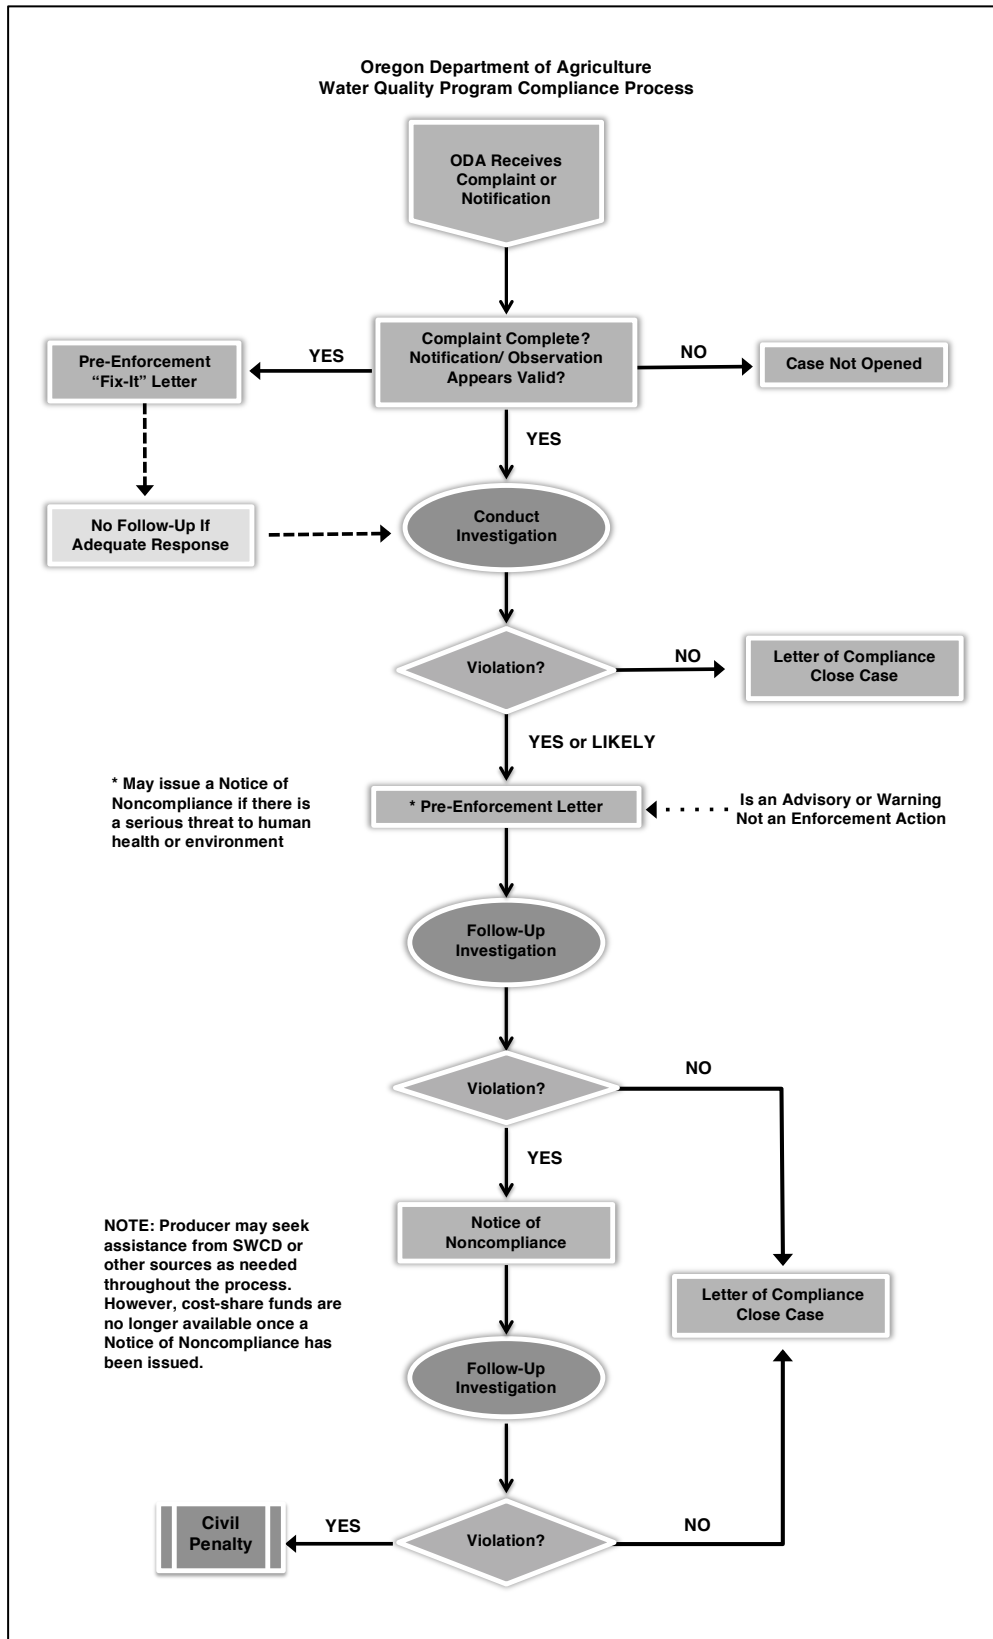 Oregon Department of Agriculture
Water Quality Program Compliance Process
ODA Receives
Complaint or
Notification
Complaint Complete?
Notification/ Observation
Appears Valid?
YES
Pre-Enforcement
“Fix-It” Letter
NO
Case Not Opened
YES
No Follow-Up If
Adequate Response
Conduct
Investigation
Violation?
NO
Letter of Compliance
Close Case
YES or LIKELY
* May issue a Notice of
Noncompliance if there is
a serious threat to human
health or environment
* Pre-Enforcement Letter
Is an Advisory or Warning
Not an Enforcement Action
Follow-Up
Investigation
Violation?
NO
YES
Notice of
Noncompliance
NOTE: Producer may seek
assistance from SWCD or
other sources as needed
throughout the process.
However, cost-share funds are
no longer available once a
Notice of Noncompliance has
been issued.
Letter of Compliance
Close Case
Follow-Up
Investigation
Violation?
YES
Civil
Penalty
NO